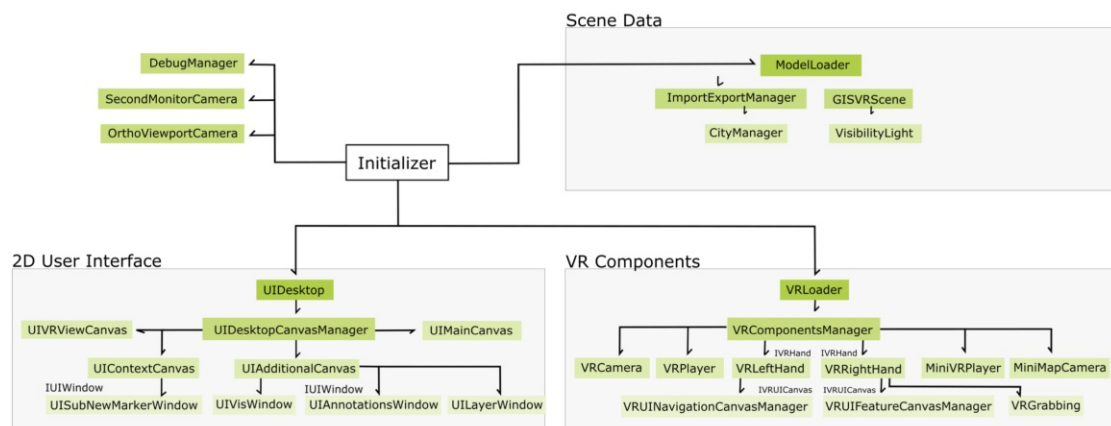 Scene Data
DebugManager
ModelLoader
SecondMonitorCamera
ImportExportManager
GISVRScene
OrthoViewportCamera
CityManager
VisibilityLight
Initializer
2D User Interface
VR Components
UIDesktop
VRLoader
UIVRViewCanvas
UIDesktopCanvasManager
UIMainCanvas
VRComponentsManager
IVRHand
IVRHand
UIContextCanvas
UIAdditionalCanvas
VRCamera
VRPlayer
VRLeftHand
VRRightHand
MiniVRPlayer
MiniMapCamera
IUIWindow
IUIWindow
IVRUICanvas
IVRUICanvas
UISubNewMarkerWindow
UIVisWindow
UIAnnotationsWindow
UILayerWindow
VRUINavigationCanvasManager
VRUIFeatureCanvasManager
VRGrabbing